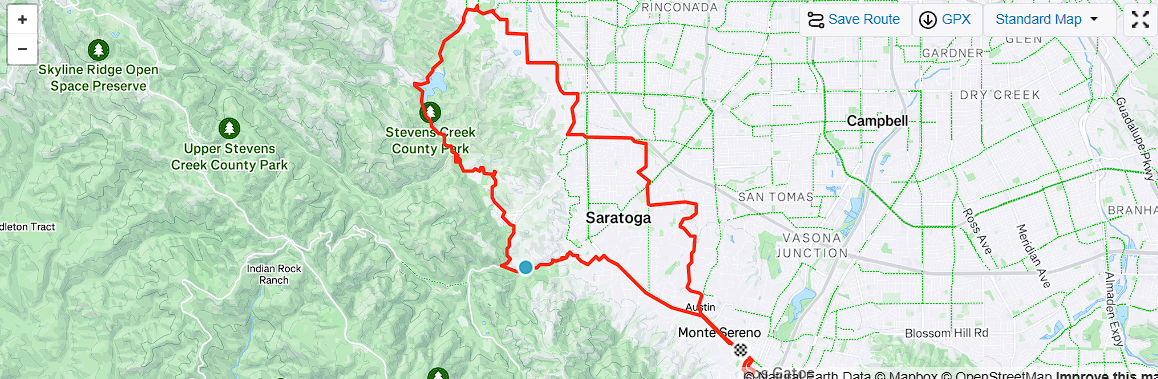 +
−
Save Route
GPX
Standard Map
RINCONADA
GLEN
GARDNER
Skyline Ridge Open
Space Preserve
DRY CREEK
Campbell
Guadalupe Pkwy
Stevens Creek
County Park
Upper Stevens
Creek County Park
SAN TOMAS
BRANHA
Saratoga
Ross Ave
Meridian Ave
dleton Tract
VASONA
JUNCTION
Indian Rock
Ranch
Almaden Expy
Austin
Monte Sereno
Blossom Hill Rd
Los Gatos
© Natural Earth Data © Mapbox © OpenStreetMap Improve this ma